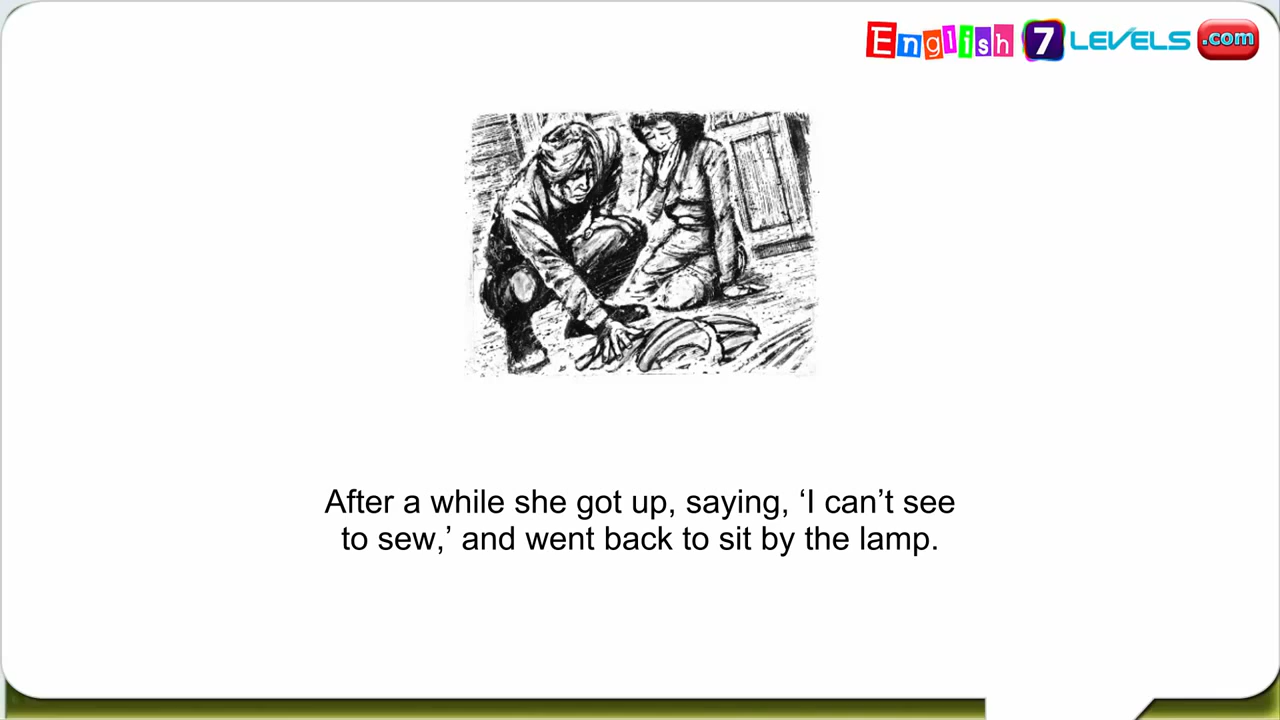 English 7 LEVELS .com
After a while she got up, saying, ‘I can’t see
to sew,’ and went back to sit by the lamp.